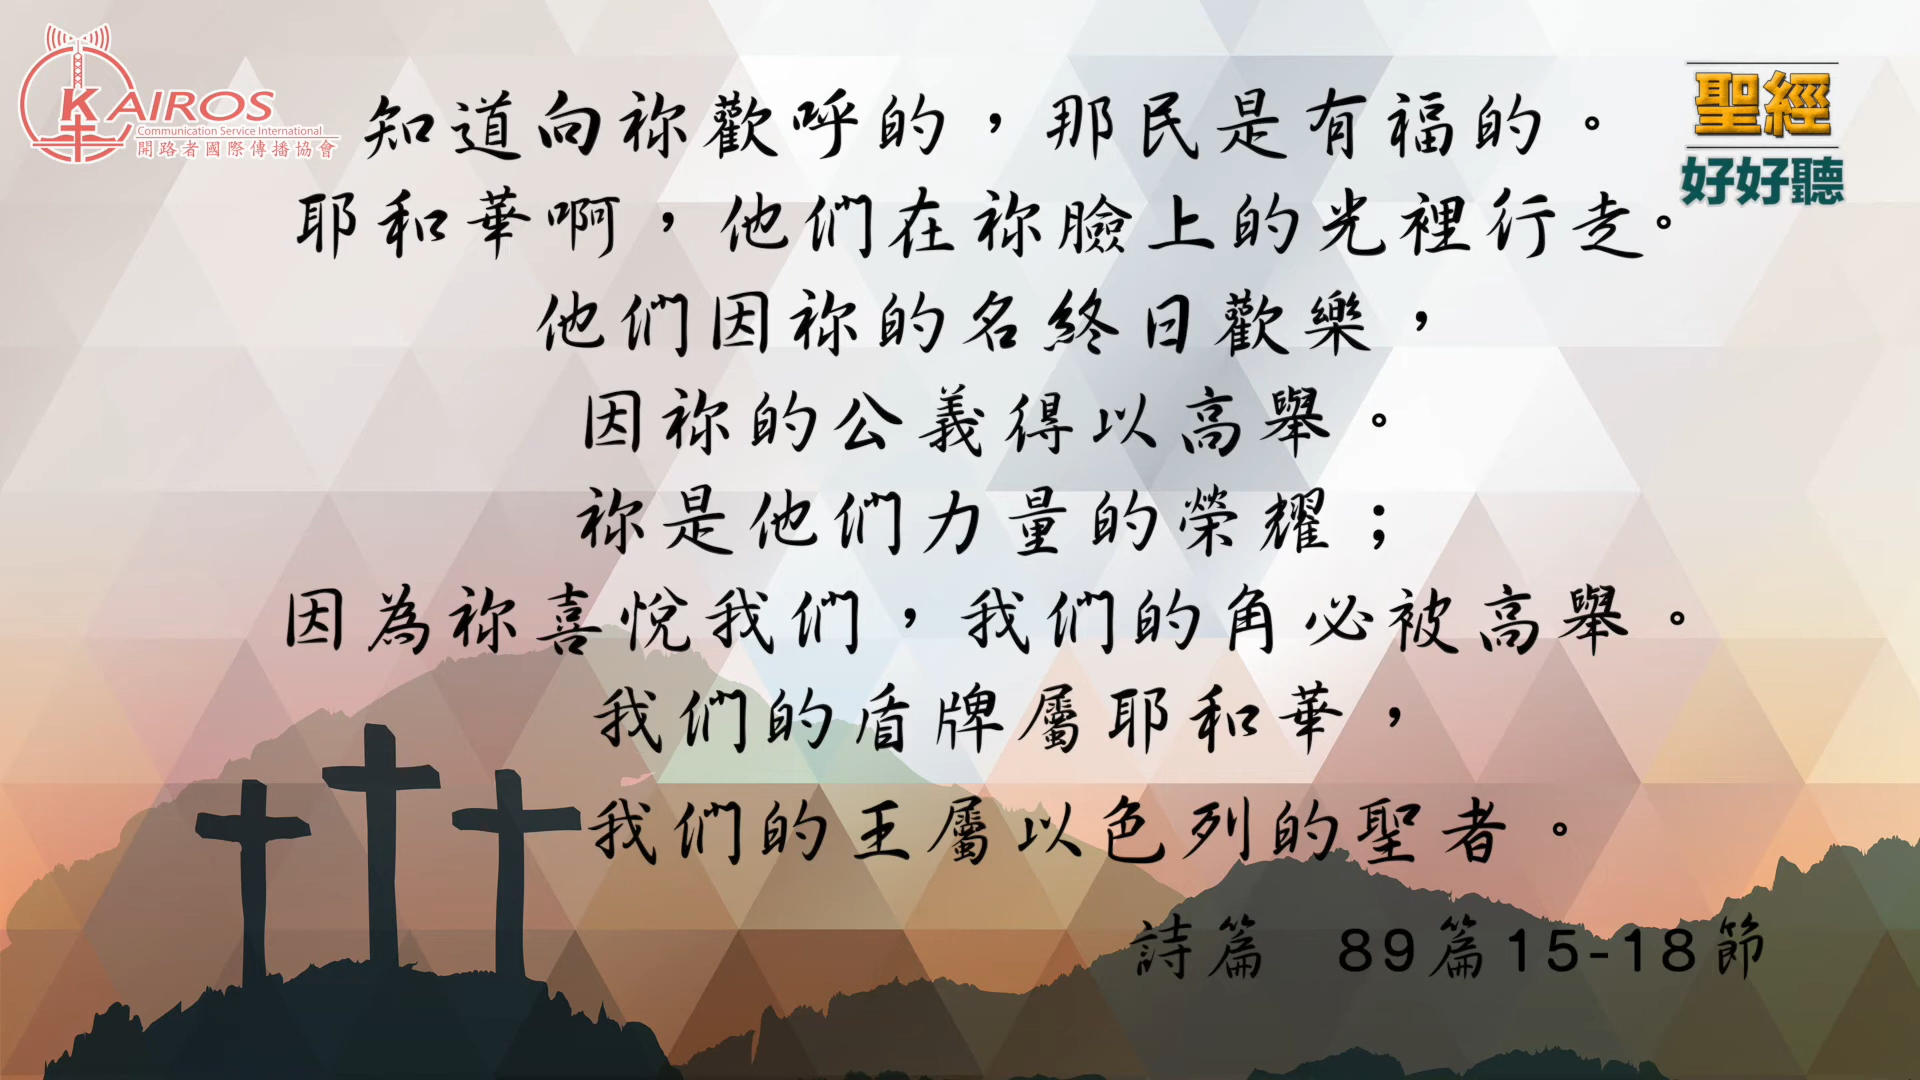 KAIROS
Communication Service International
開路者國際傳播協會
聖經
好好聽
知道向祢歡呼的，那民是有福的。
耶和華啊，他們在祢臉上的光裡行走。
他們因祢的名終日歡樂，
因祢的公義得以高舉。
祢是他們力量的榮耀；
因為祢喜悅我们，我們的角必被高舉。
我們的盾牌屬耶和華，
我們的王屬以色列的聖者。
詩篇 89篇15-18節